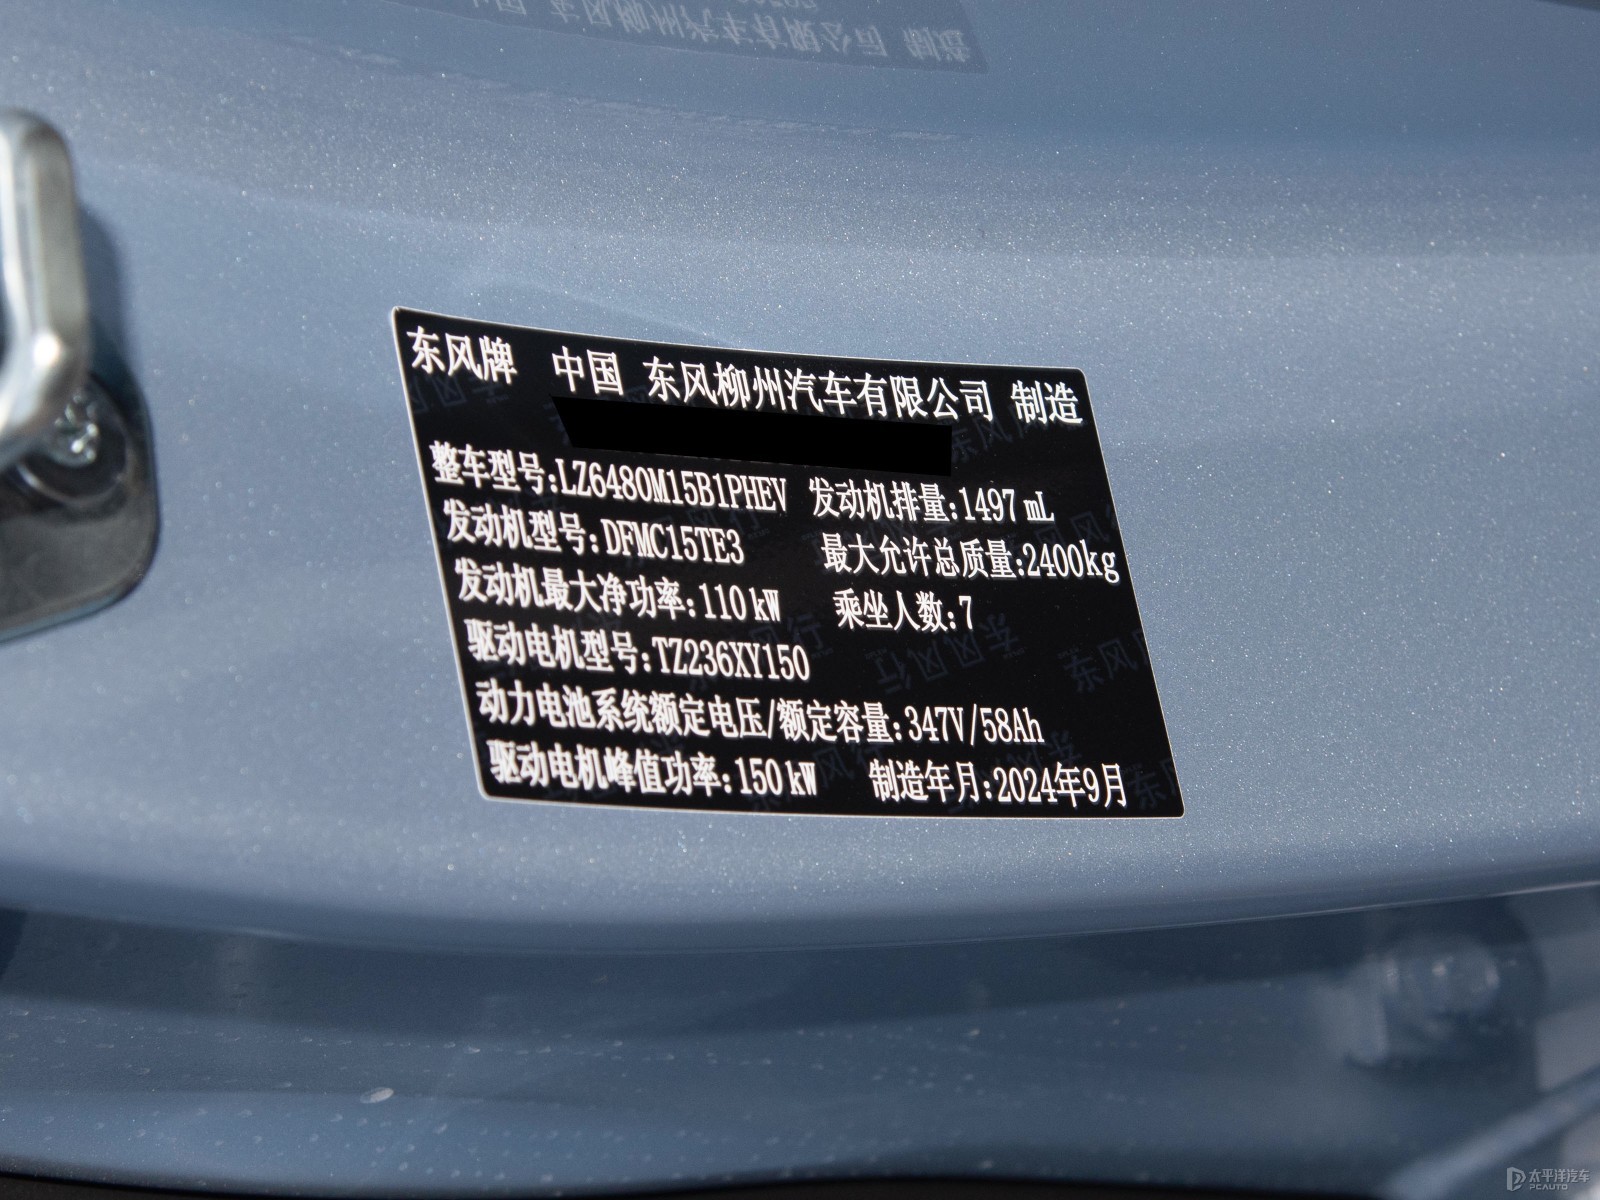 东风牌 中国 东风柳州汽车有限公司 制造
整车型号:LZ6480M15B1PHEV 发动机排量:1497 mL
发动机型号:DFMC15TE3 最大允许总质量:2400kg
发动机最大净功率:110 kW 乘坐人数:7
驱动电机型号:TZ236XY150
动力电池系统额定电压/额定容量:347V/58Ah
驱动电机峰值功率:150 kW 制造年月:2024年9月
太平洋汽车
PCAUTO